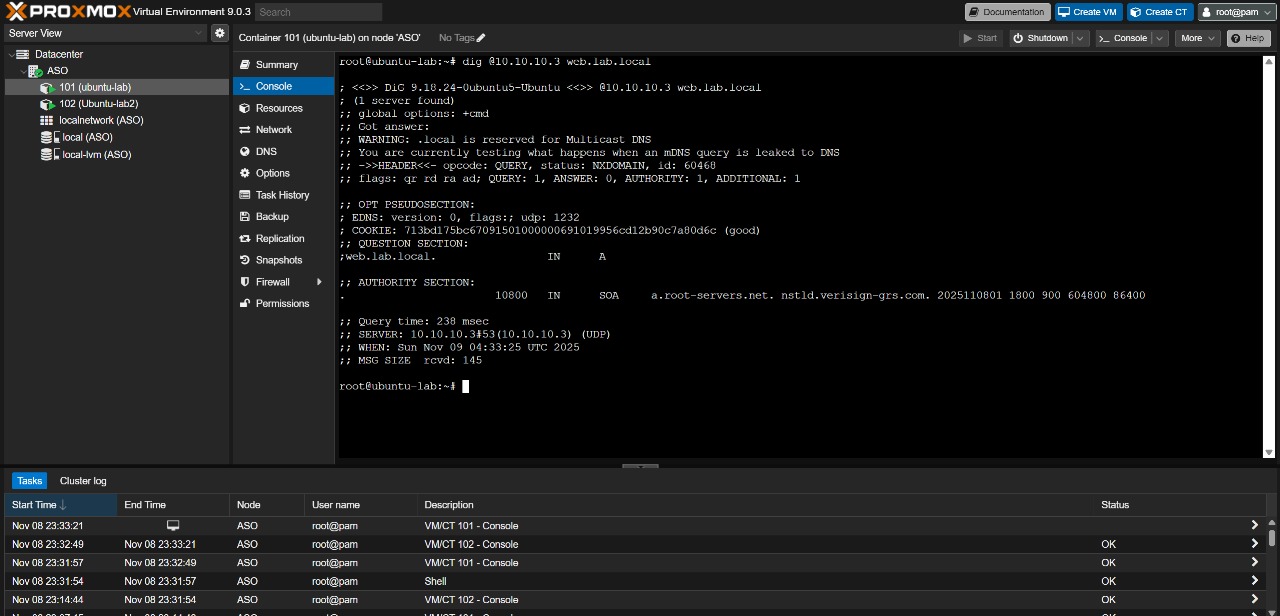 PROXMOX Virtual Environment 9.0.3 Search Documentation Create VM Create CT root@pam
Server View
Container 101 (ubuntu-lab) on node 'ASO' No Tags Start Shutdown Console More Help
Datacenter
ASO
101 (ubuntu-lab)
102 (Ubuntu-lab2)
localnetwork (ASO)
local (ASO)
local-lvm (ASO)
Summary
Console
Resources
Network
DNS
Options
Task History
Backup
Replication
Snapshots
Firewall
Permissions
root@ubuntu-lab:~# dig @10.10.10.3 web.lab.local
; <<>> DiG 9.18.24-0ubuntu5-Ubuntu <<>> @10.10.10.3 web.lab.local
; (1 server found)
;; global options: +cmd
;; Got answer:
;; WARNING: .local is reserved for Multicast DNS
;; You are currently testing what happens when an mDNS query is leaked to DNS
;; ->>HEADER<<- opcode: QUERY, status: NXDOMAIN, id: 60468
;; flags: qr rd ra ad; QUERY: 1, ANSWER: 0, AUTHORITY: 1, ADDITIONAL: 1
;; OPT PSEUDOSECTION:
; EDNS: version: 0, flags:; udp: 1232
; COOKIE: 713bd175bc67091501000000691019956cd12b90c7a80d6c (good)
;; QUESTION SECTION:
;web.lab.local. IN A
;; AUTHORITY SECTION:
. 10800 IN SOA a.root-servers.net. nstld.verisign-grs.com. 2025110801 1800 900 604800 86400
;; Query time: 238 msec
;; SERVER: 10.10.10.3#53(10.10.10.3) (UDP)
;; WHEN: Sun Nov 09 04:33:25 UTC 2025
;; MSG SIZE rcvd: 145
root@ubuntu-lab:~#
Tasks Cluster log
Start Time End Time Node User name Description Status
Nov 08 23:33:21 ASO root@pam VM/CT 101 - Console
Nov 08 23:32:49 Nov 08 23:33:21 ASO root@pam VM/CT 102 - Console OK
Nov 08 23:31:57 Nov 08 23:32:49 ASO root@pam VM/CT 101 - Console OK
Nov 08 23:31:54 Nov 08 23:31:57 ASO root@pam Shell OK
Nov 08 23:14:44 Nov 08 23:31:54 ASO root@pam VM/CT 102 - Console OK